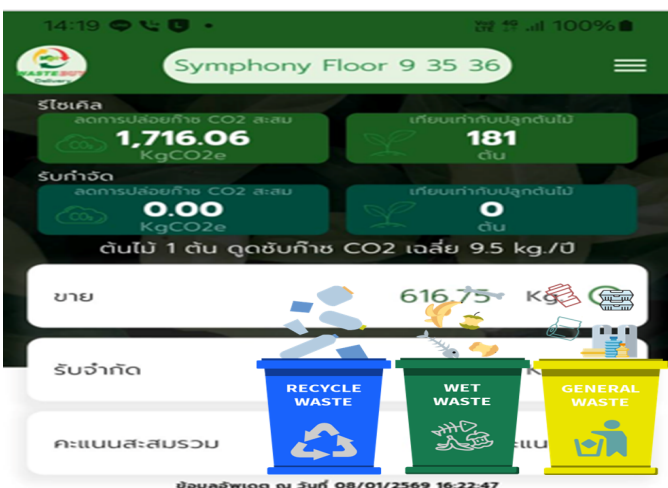 14:19
Vo) 4G .ıll 100%
WASTEBUY
Delivery
Symphony Floor 9 35 36
รีไซเคิล
ลดการปล่อยก๊าซ CO2 สะสม เทียบเท่ากับปลูกต้นไม้
1,716.06 181
KgCO2e ต้น
รับกำจัด
ลดการปล่อยก๊าซ CO2 สะสม เทียบเท่ากับปลูกต้นไม้
0.00 0
KgCO2e ต้น
ต้นไม้ 1 ต้น ดูดซับก๊าซ CO2 เฉลี่ย 9.5 kg./ปี
ขาย 616.75 Kg
รับจำกัด
RECYCLE WASTE
WET WASTE
GENERAL WASTE
คะแนนสะสมรวม
ข้อมูลอัพเดต ณ วันที่ 08/01/2569 16:22:47